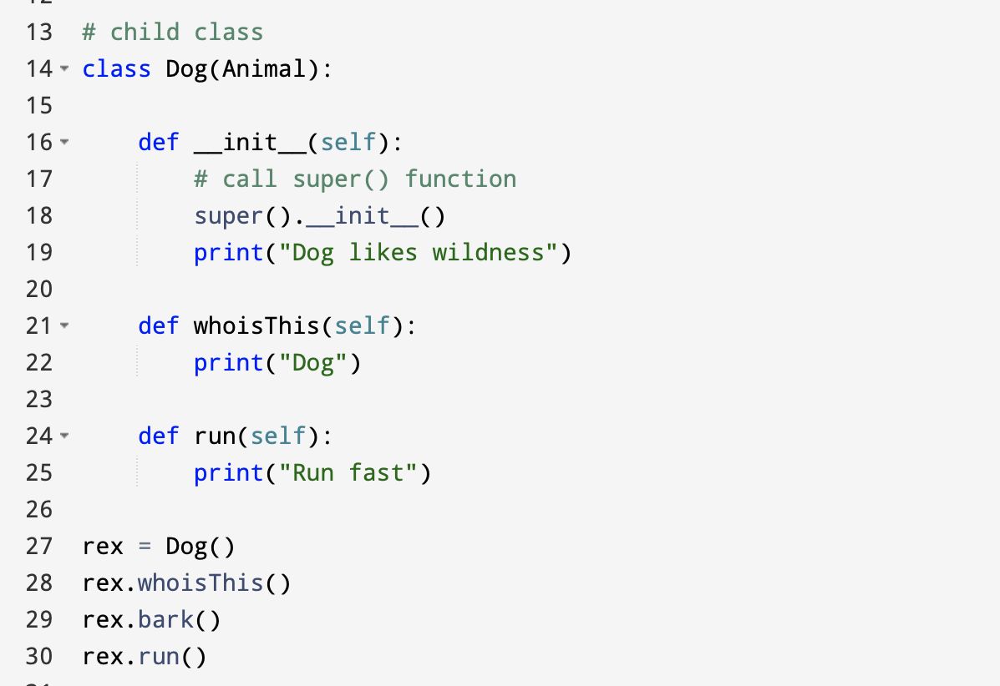 13 # child class
14 class Dog(Animal):
15
16     def __init__(self):
17         # call super() function
18         super().__init__()
19         print("Dog likes wildness")
20
21     def whoisThis(self):
22         print("Dog")
23
24     def run(self):
25         print("Run fast")
26
27 rex = Dog()
28 rex.whoisThis()
29 rex.bark()
30 rex.run()